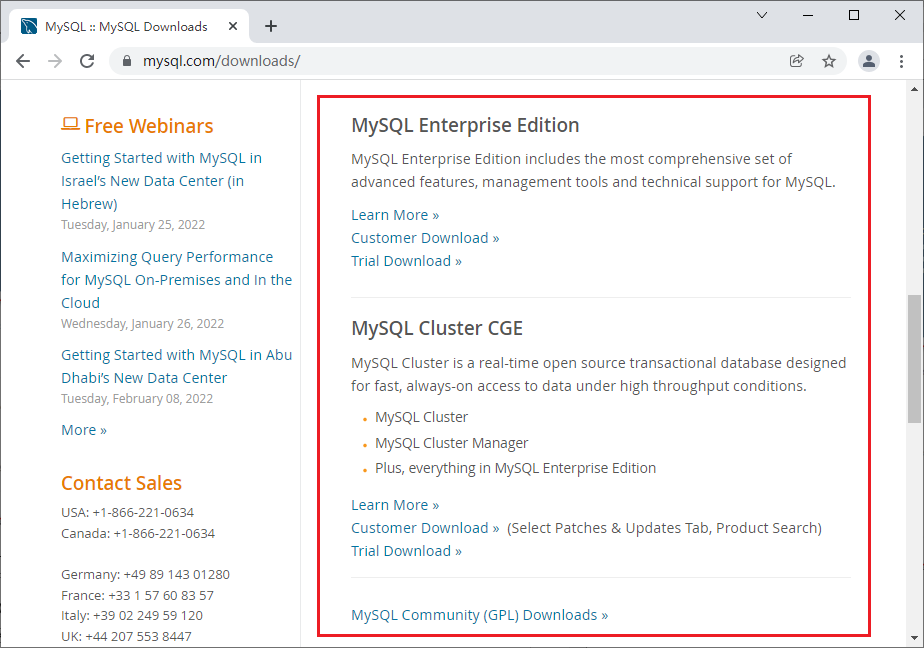 MySQL :: MySQL Downloads
mysql.com/downloads/
Free Webinars
Getting Started with MySQL in
Israel’s New Data Center (in
Hebrew)
Tuesday, January 25, 2022
Maximizing Query Performance
for MySQL On-Premises and In the
Cloud
Wednesday, January 26, 2022
Getting Started with MySQL in Abu
Dhabi’s New Data Center
Tuesday, February 08, 2022
More »
Contact Sales
USA: +1-866-221-0634
Canada: +1-866-221-0634
Germany: +49 89 143 01280
France: +33 1 57 60 83 57
Italy: +39 02 249 59 120
UK: +44 207 553 8447
MySQL Enterprise Edition
MySQL Enterprise Edition includes the most comprehensive set of
advanced features, management tools and technical support for MySQL.
Learn More »
Customer Download »
Trial Download »
MySQL Cluster CGE
MySQL Cluster is a real-time open source transactional database designed
for fast, always-on access to data under high throughput conditions.
MySQL Cluster
MySQL Cluster Manager
Plus, everything in MySQL Enterprise Edition
Learn More »
Customer Download » (Select Patches & Updates Tab, Product Search)
Trial Download »
MySQL Community (GPL) Downloads »